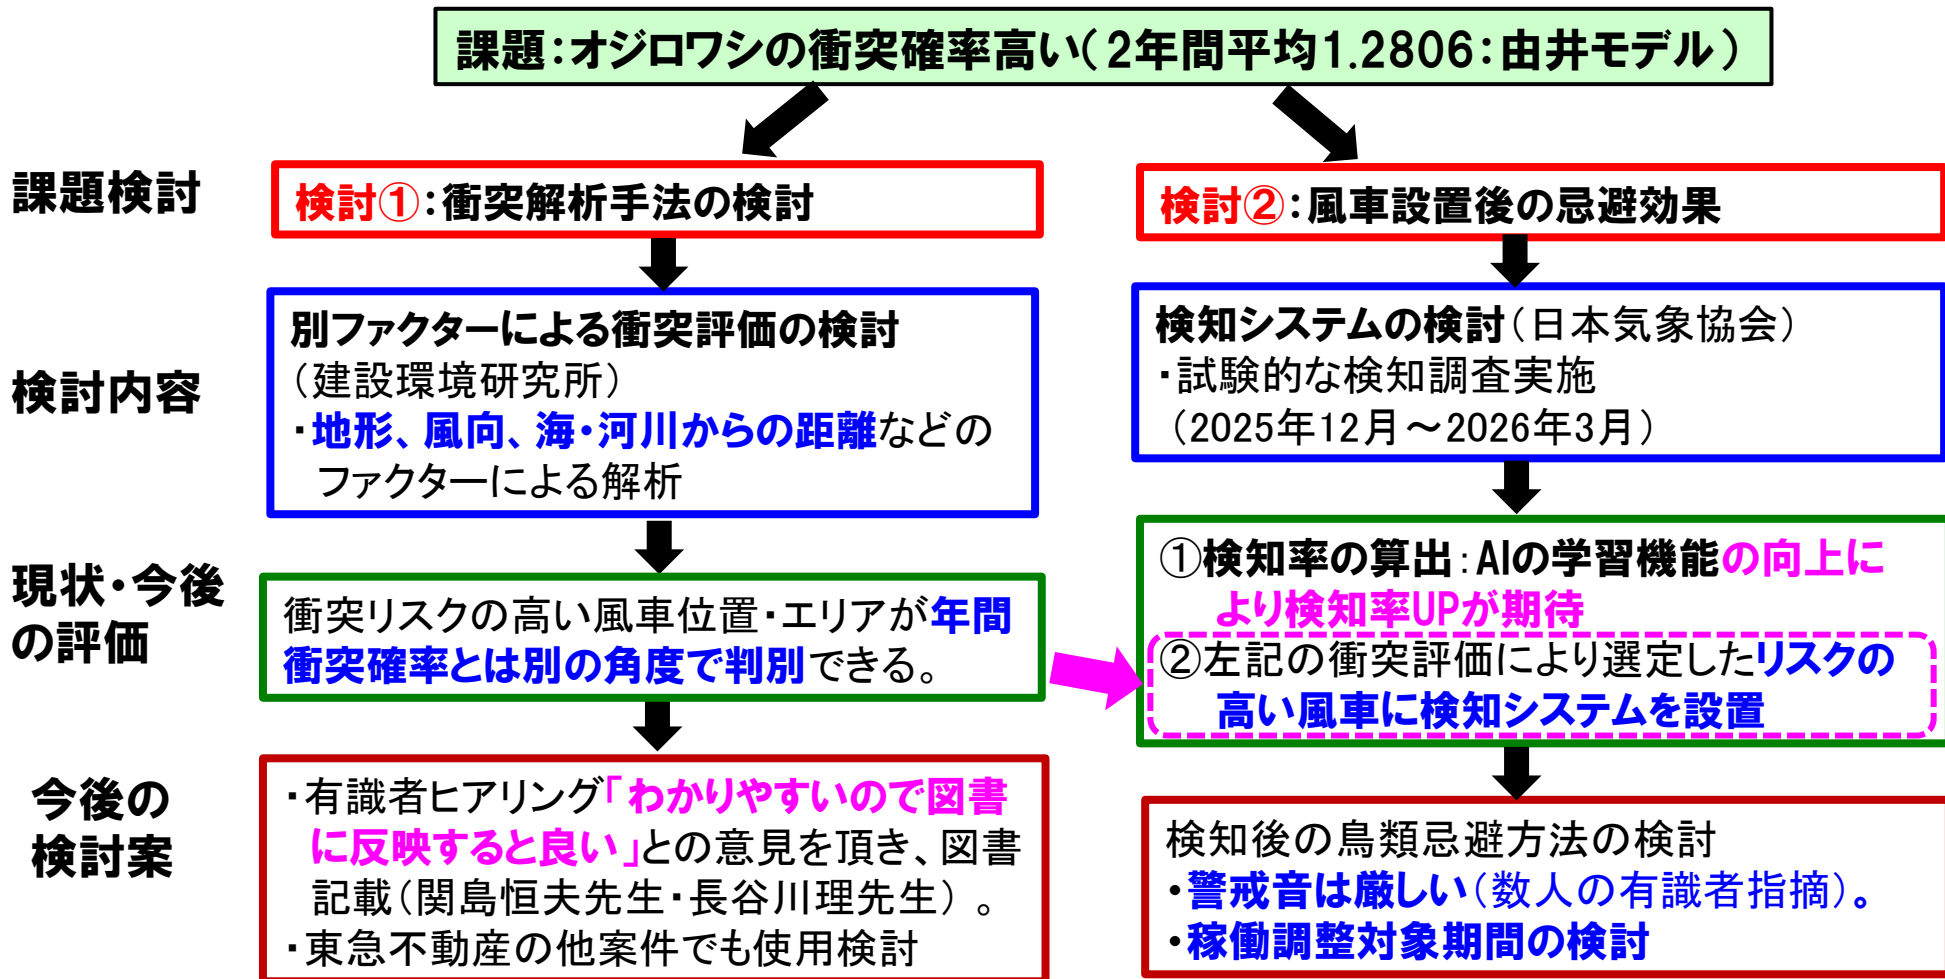 課題：オジロワシの衝突確率高い（2年間平均1.2806：由井モデル）
課題検討
検討①：衝突解析手法の検討
検討②：風車設置後の忌避効果
検討内容
別ファクターによる衝突評価の検討
（建設環境研究所）
・地形、風向、海・河川からの距離などの
ファクターによる解析
検知システムの検討（日本気象協会）
・試験的な検知調査実施
（2025年12月～2026年3月）
現状・今後
の評価
衝突リスクの高い風車位置・エリアが年間
衝突確率とは別の角度で判別できる。
①検知率の算出：AIの学習機能の向上に
より検知率UPが期待
②左記の衝突評価により選定したリスクの
高い風車に検知システムを設置
今後の
検討案
・有識者ヒアリング「わかりやすいので図書
に反映すると良い」との意見を頂き、図書
記載（関島恒夫先生・長谷川理先生）。
・東急不動産の他案件でも使用検討
検知後の鳥類忌避方法の検討
・警戒音は厳しい（数人の有識者指摘）。
・稼働調整対象期間の検討